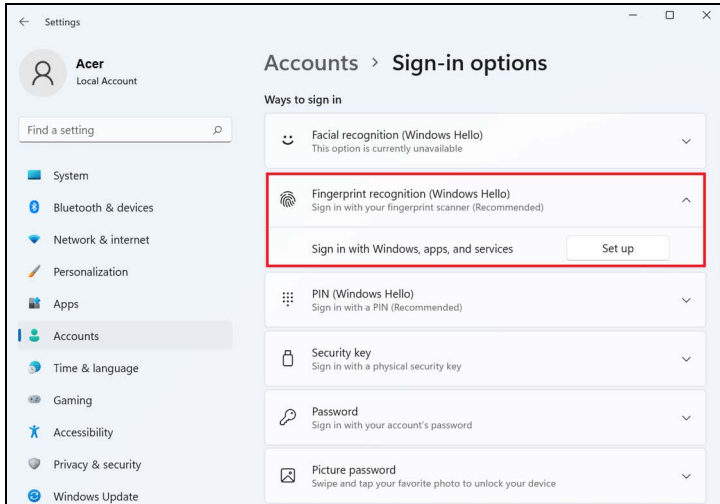 Settings
Acer
Local Account
Find a setting
System
Bluetooth & devices
Network & internet
Personalization
Apps
Accounts
Time & language
Gaming
Accessibility
Privacy & security
Windows Update
Accounts > Sign-in options
Ways to sign in
Facial recognition (Windows Hello)
This option is currently unavailable
Fingerprint recognition (Windows Hello)
Sign in with your fingerprint scanner (Recommended)
Sign in with Windows, apps, and services
Set up
PIN (Windows Hello)
Sign in with a PIN (Recommended)
Security key
Sign in with a physical security key
Password
Sign in with your account's password
Picture password
Swipe and tap your favorite photo to unlock your device